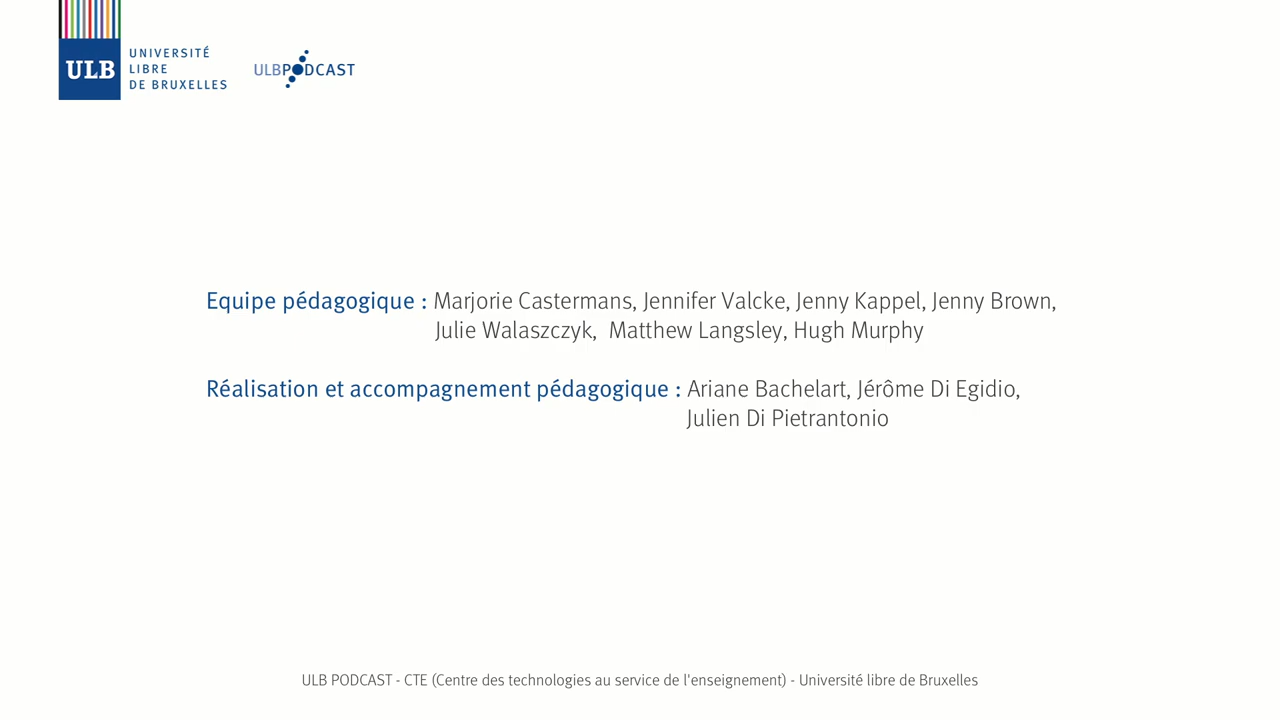 ULB
UNIVERSITÉ
LIBRE
DE BRUXELLES
ULBPODCAST
Equipe pédagogique : Marjorie Castermans, Jennifer Valcke, Jenny Kappel, Jenny Brown,
Julie Walaszczyk, Matthew Langsley, Hugh Murphy
Réalisation et accompagnement pédagogique : Ariane Bachelart, Jérôme Di Egidio,
Julien Di Pietrantonio
ULB PODCAST - CTE (Centre des technologies au service de l'enseignement) - Université libre de Bruxelles